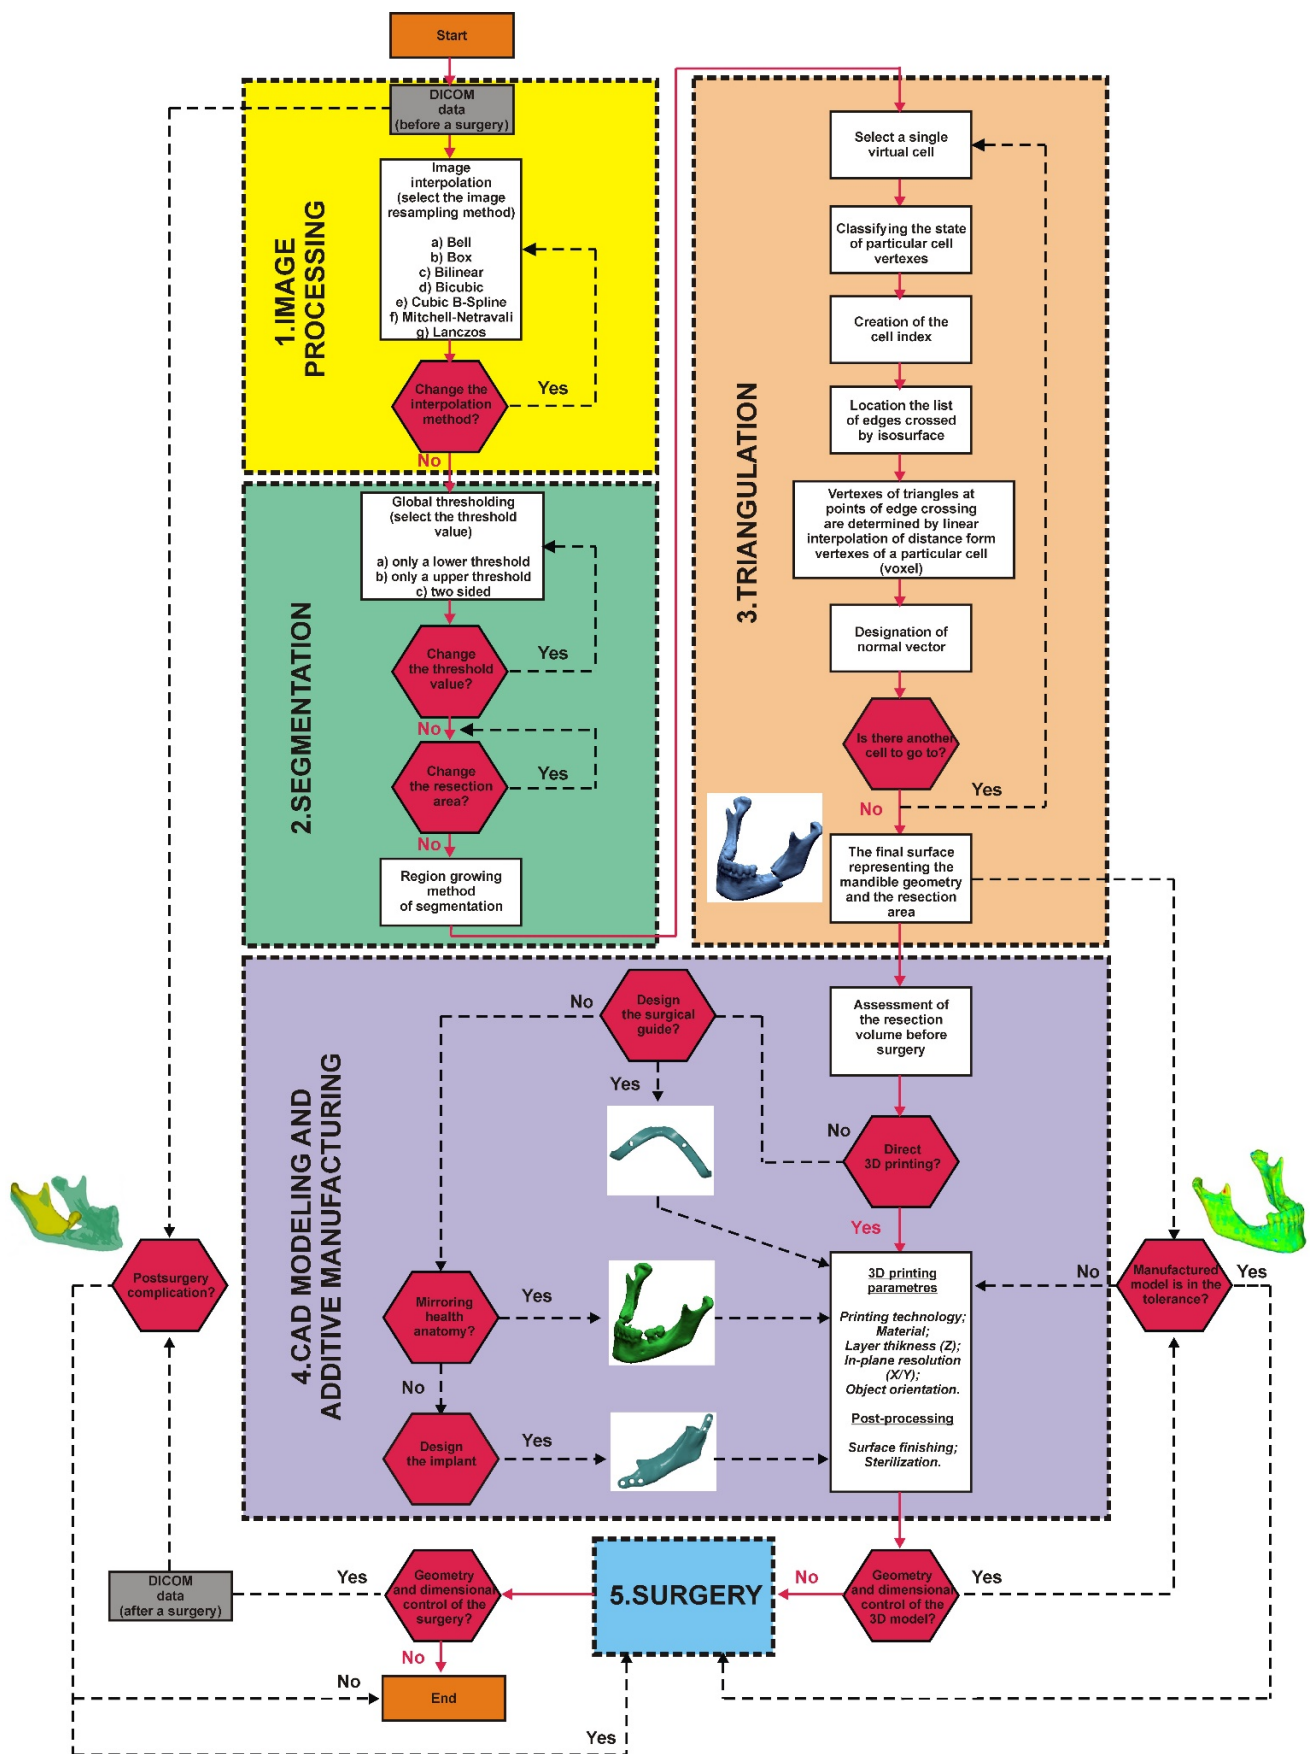 Start
1.IMAGE
PROCESSING
DICOM
data
(before a surgery)
Image
interpolation
(select the image
resampling method)
a) Bell
b) Box
c) Bilinear
d) Bicubic
e) Cubic B-Spline
f) Mitchell-Netravali
g) Lanczos
Change the
interpolation
method?
Yes
No
2.SEGMENTATION
Global thresholding
(select the threshold
value)
a) only a lower threshold
b) only a upper threshold
c) two sided
Change
the threshold
value?
Yes
No
Change
the resection
area?
Yes
No
Region growing
method
of segmentation
3.TRIANGULATION
Select a single
virtual cell
Classifying the state
of particular cell
vertexes
Creation of the
cell index
Location the list
of edges crossed
by isosurface
Vertexes of triangles at
points of edge crossing
are determined by linear
interpolation of distance form
vertexes of a particular cell
(voxel)
Designation of
normal vector
Is there another
cell to go to?
Yes
No
The final surface
representing the
mandible geometry
and the resection
area
4.CAD MODELING AND
ADDITIVE MANUFACTURING
Assessment of
the resection
volume before
surgery
Direct
3D printing?
No
Yes
Design
the surgical
guide?
No
Yes
Mirroring
health
anatomy?
Yes
No
Design
the implant
Yes
3D printing
parametres
Printing technology;
Material;
Layer thikness (Z);
In-plane resolution
(X/Y);
Object orientation.
Post-processing
Surface finishing;
Sterilization.
Manufactured
model is in the
tolerance?
No
Yes
Postsurgery
complication?
Geometry
and dimensional
control of the
3D model?
Yes
No
5.SURGERY
Geometry
and dimensional
control of the
surgery?
Yes
No
DICOM
data
(after a surgery)
End
No
Yes